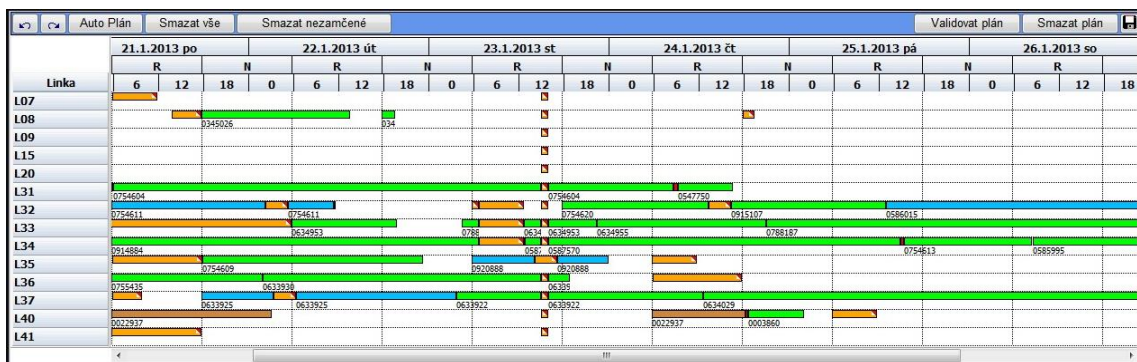 Auto Plán Smazat vše Smazat nezamčené Validovat plán Smazat plán
21.1.2013 po 22.1.2013 út 23.1.2013 st 24.1.2013 čt 25.1.2013 pá 26.1.2013 so
R N R N R N R N R N R N
Linka 6 12 18 0 6 12 18 0 6 12 18 0 6 12 18 0 6 12 18 0 6 12 18
L07
L08
0345026 034
L09
L15
L20
L31
0754604 0754604 0547750
L32
0754611 0754611 0754620 0915107 0586015
L33
0634953 0788 0634 0634953 0634955 0788187
L34
0914884 0587 0587570 0754613 0585995
L35
0754609 0920888 0920888
L36
0755435 0633930 06339
L37
0633925 0633925 0633922 0633922 0634029
L40
0022937 0022937 0003860
L41